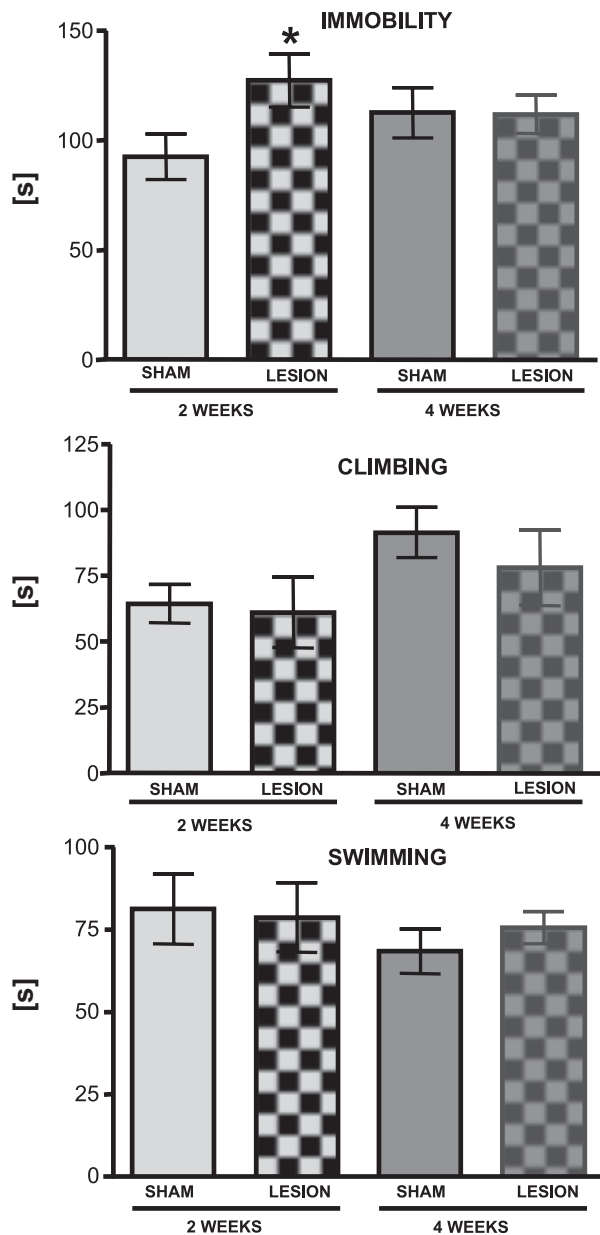 IMMOBILITY
*
150
100
50
0
[s]
SHAM LESION SHAM LESION
2 WEEKS 4 WEEKS
CLIMBING
125
100
75
50
25
0
[s]
SHAM LESION SHAM LESION
2 WEEKS 4 WEEKS
SWIMMING
100
75
50
25
0
[s]
SHAM LESION SHAM LESION
2 WEEKS 4 WEEKS